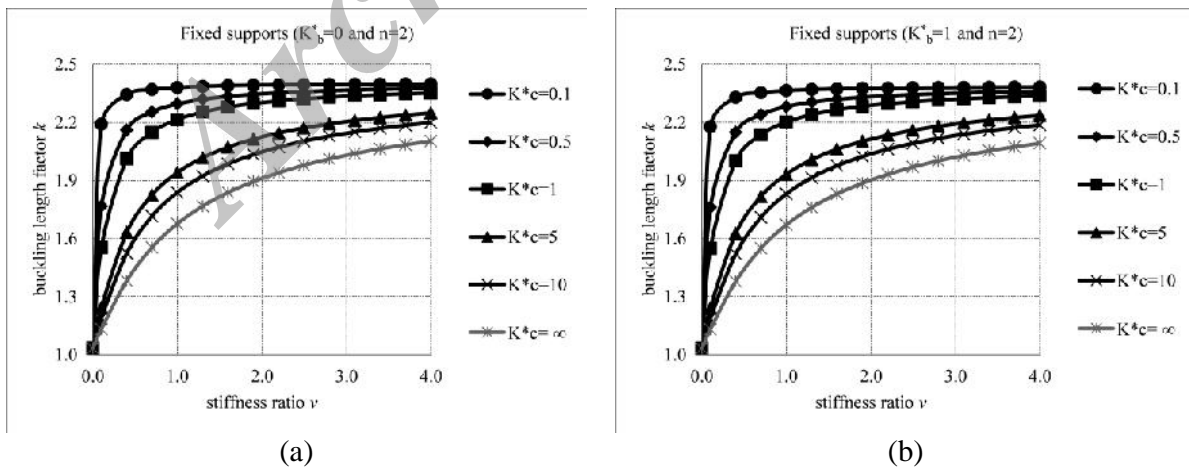 Arc
Fixed supports (K*b=0 and n=2)
buckling length factor k
2.5
2.2
1.9
1.6
1.3
1.0
0.0 1.0 2.0 3.0 4.0
stiffness ratio v
K*c=0.1
K*c=0.5
K*c=1
K*c=5
K*c=10
K*c= ∞
(a)
Fixed supports (K*b=1 and n=2)
buckling length factor k
2.5
2.2
1.9
1.6
1.3
1.0
0.0 1.0 2.0 3.0 4.0
stiffness ratio v
K*c=0.1
K*c=0.5
K*c=1
K*c=5
K*c=10
K*c= ∞
(b)